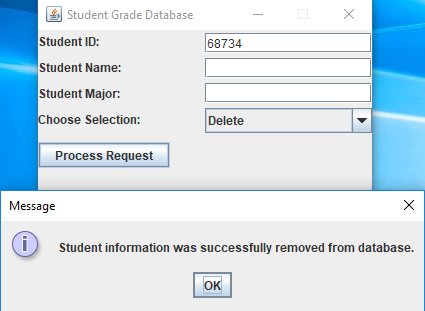 Student Grade Database
Student ID: 68734
Student Name:
Student Major:
Choose Selection: Delete
Process Request
Message
Student information was successfully removed from database.
OK